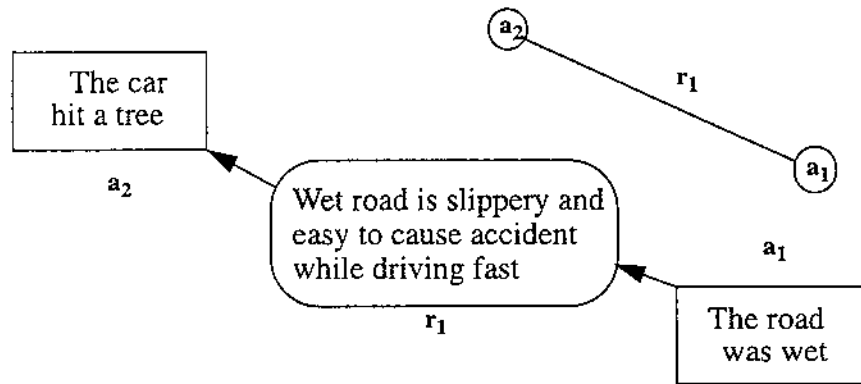 a2
r1
a1
The car
hit a tree
a2
Wet road is slippery and
easy to cause accident
while driving fast
r1
a1
The road
was wet